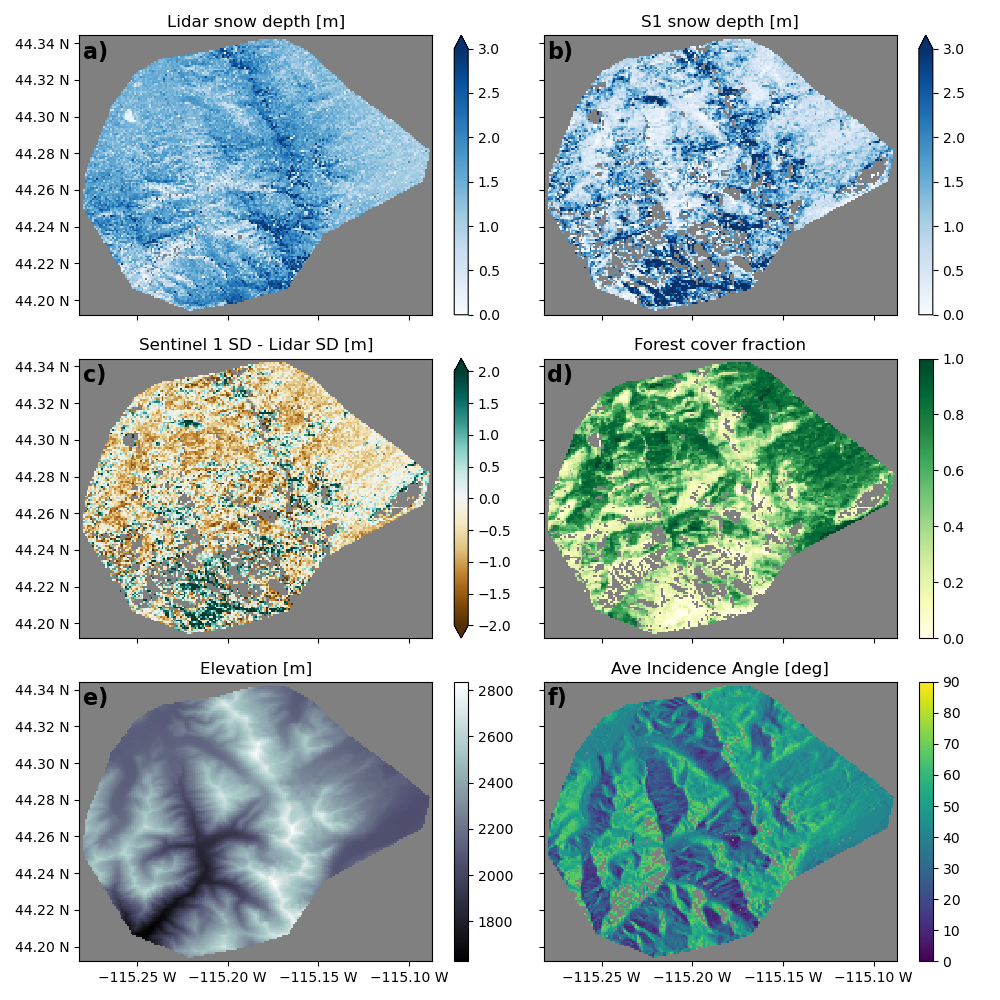 Lidar snow depth [m]
a)
44.34 N
44.32 N
44.30 N
44.28 N
44.26 N
44.24 N
44.22 N
44.20 N
3.0
2.5
2.0
1.5
1.0
0.5
0.0
S1 snow depth [m]
b)
3.0
2.5
2.0
1.5
1.0
0.5
0.0
Sentinel 1 SD - Lidar SD [m]
c)
44.34 N
44.32 N
44.30 N
44.28 N
44.26 N
44.24 N
44.22 N
44.20 N
2.0
1.5
1.0
0.5
0.0
−0.5
−1.0
−1.5
−2.0
Forest cover fraction
d)
1.0
0.8
0.6
0.4
0.2
0.0
Elevation [m]
e)
44.34 N
44.32 N
44.30 N
44.28 N
44.26 N
44.24 N
44.22 N
44.20 N
−115.25 W −115.20 W −115.15 W −115.10 W
2800
2600
2400
2200
2000
1800
Ave Incidence Angle [deg]
f)
−115.25 W −115.20 W −115.15 W −115.10 W
90
80
70
60
50
40
30
20
10
0